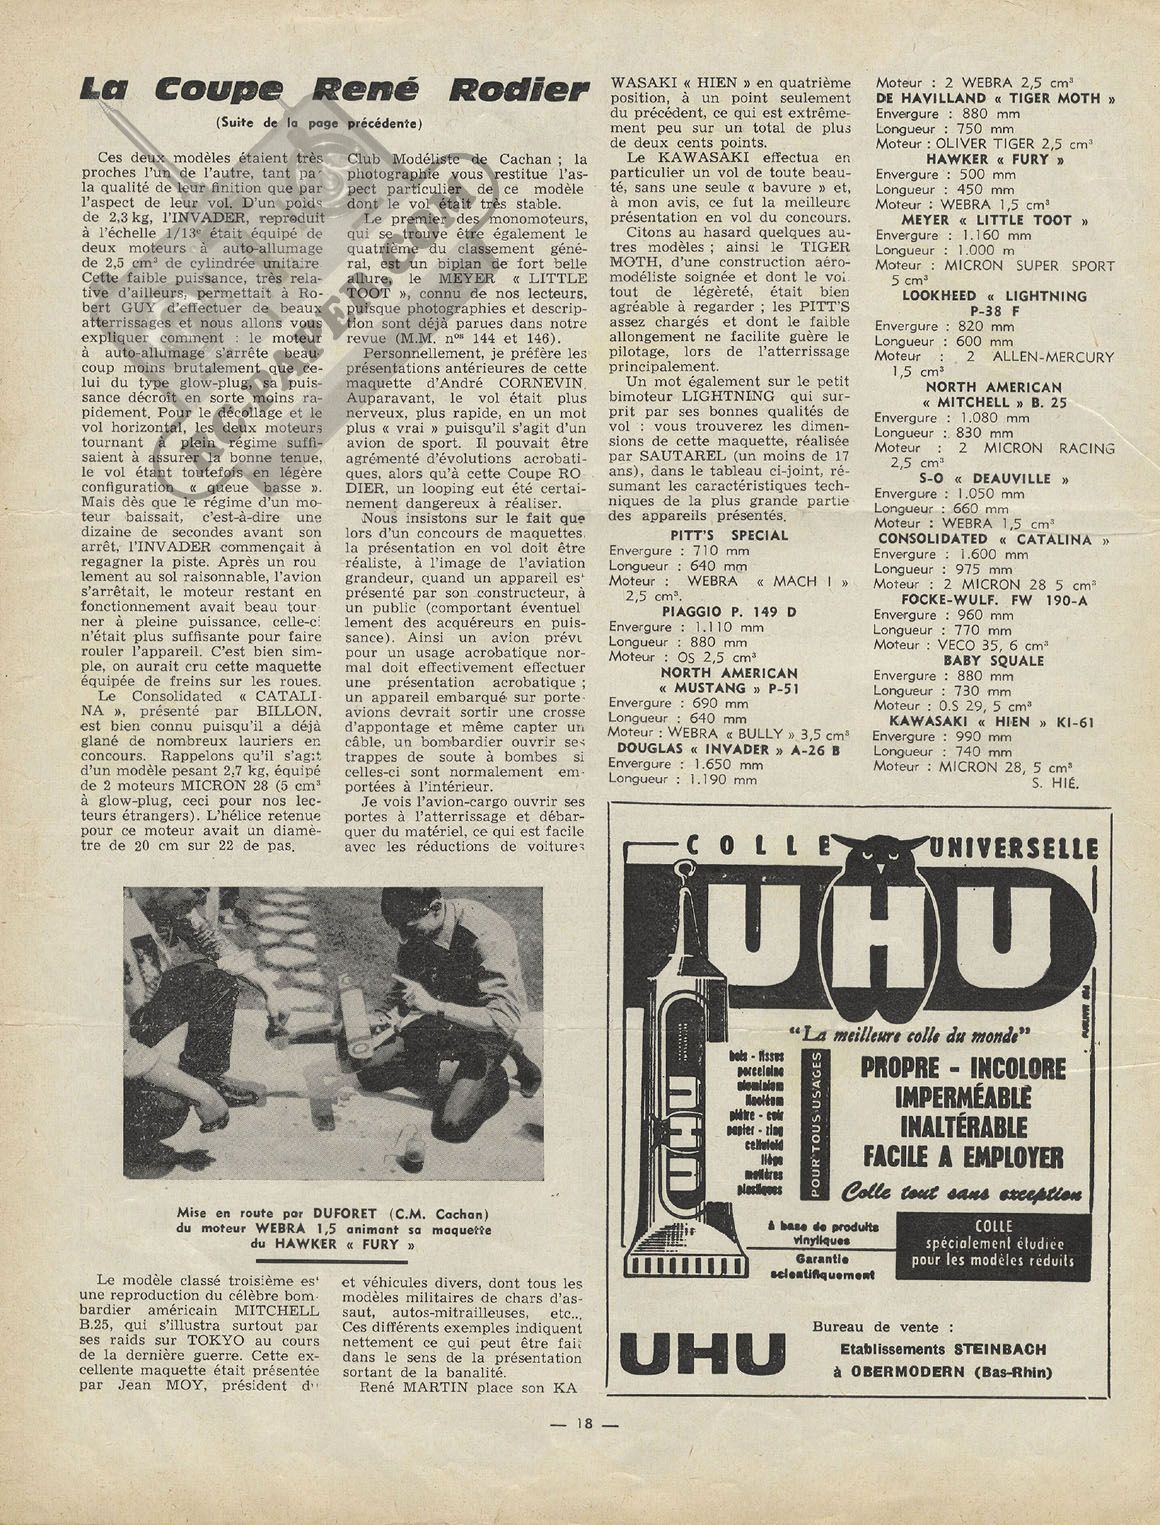 La Coupe René Rodier
(Suite de la page précédente)
Ces deux modèles étaient très
proches l'un de l'autre, tant par
la qualité de leur finition que par
l'aspect de leur vol. D'un poids
de 2,3 kg, l'INVADER, reproduit
à l'échelle 1/13e était équipé de
deux moteurs à auto-allumage
de 2,5 cm³ de cylindrée unitaire
Cette faible puissance, très rela-
tive d'ailleurs, permettait à Ro-
bert GUY d'effectuer de beaux
atterrissages et nous allons vous
expliquer comment : le moteur
à auto-allumage s'arrête beau-
coup moins brutalement que ce-
lui du type glow-plug, sa puis-
sance décroît en sorte moins ra-
pidement. Pour le décollage et le
vol horizontal, les deux moteurs
tournant à plein régime suffi-
saient à assurer la bonne tenue,
le vol étant toutefois en légère
configuration « queue basse ».
Mais dès que le régime d'un mo-
teur baissait, c'est-à-dire une
dizaine de secondes avant son
arrêt, l'INVADER commençait à
regagner la piste. Après un rou
lement au sol raisonnable, l'avion
s'arrêtait, le moteur restant en
fonctionnement avait beau tour
ner à pleine puissance, celle-ci
n'était plus suffisante pour faire
rouler l'appareil. C'est bien sim-
ple, on aurait cru cette maquette
équipée de freins sur les roues.
Le Consolidated « CATALI-
NA », présenté par BILLON,
est bien connu puisqu'il a déjà
glané de nombreux lauriers en
concours. Rappelons qu'il s'agit
d'un modèle pesant 2,7 kg, équipé
de 2 moteurs MICRON 28 (5 cm³
à glow-plug, ceci pour nos lec-
teurs étrangers). L'hélice retenue
pour ce moteur avait un diamè-
tre de 20 cm sur 22 de pas.
Club Modéliste de Cachan ; la
photographie vous restitue l'as-
pect particulier de ce modèle
dont le vol était très stable.
Le premier des monomoteurs,
qui se trouve être également le
quatrième du classement géné-
ral, est un biplan de fort belle
allure, le MEYER « LITTLE
TOOT », connu de nos lecteurs,
puisque photographies et descrip-
tion sont déjà parues dans notre
revue (M.M. nos 144 et 146).
Personnellement, je préfère les
présentations antérieures de cette
maquette d'André CORNEVIN.
Auparavant, le vol était plus
nerveux, plus rapide, en un mot
plus « vrai » puisqu'il s'agit d'un
avion de sport. Il pouvait être
agrémenté d'évolutions acrobati-
ques, alors qu'à cette Coupe RO
DIER, un looping eut été certai-
nement dangereux à réaliser.
Nous insistons sur le fait que
lors d'un concours de maquettes,
la présentation en vol doit être
réaliste, à l'image de l'aviation
grandeur, quand un appareil es'
présenté par son constructeur, à
un public (comportant éventuel
lement des acquéreurs en puis-
sance). Ainsi un avion prévu
pour un usage acrobatique nor-
mal doit effectivement effectuer
une présentation acrobatique ;
un appareil embarqué sur porte-
avions devrait sortir une crosse
d'appontage et même capter un
câble, un bombardier ouvrir ses
trappes de soute à bombes si
celles-ci sont normalement em-
portées à l'intérieur.
Je vois l'avion-cargo ouvrir ses
portes à l'atterrissage et débar-
quer du matériel, ce qui est facile
avec les réductions de voitures
Mise en route par DUFORET (C.M. Cachan)
du moteur WEBRA 1,5 animant sa maquette
du HAWKER « FURY »
Le modèle classé troisième es'
une reproduction du célèbre bom-
bardier américain MITCHELL
B.25, qui s'illustra surtout par
ses raids sur TOKYO au cours
de la dernière guerre. Cette ex-
cellente maquette était présentée
par Jean MOY, président du
et véhicules divers, dont tous les
modèles militaires de chars d'as-
saut, autos-mitrailleuses, etc...
Ces différents exemples indiquent
nettement ce qui peut être fait
dans le sens de la présentation
sortant de la banalité.
René MARTIN place son KA
WASAKI « HIEN » en quatrième
position, à un point seulement
du précédent, ce qui est extrême-
ment peu sur un total de plus
de deux cents points.
Le KAWASAKI effectua en
particulier un vol de toute beau-
té, sans une seule « bavure » et,
à mon avis, ce fut la meilleure
présentation en vol du concours.
Citons au hasard quelques au-
tres modèles ; ainsi le TIGER
MOTH, d'une construction aéro-
modéliste soignée et dont le vol
tout de légèreté, était bien
agréable à regarder ; les PITT'S
assez chargés et dont le faible
allongement ne facilite guère le
pilotage, lors de l'atterrissage
principalement.
Un mot également sur le petit
bimoteur LIGHTNING qui sur-
prit par ses bonnes qualités de
vol : vous trouverez les dimen-
sions de cette maquette, réalisée
par SAUTAREL (un moins de 17
ans), dans le tableau ci-joint, ré-
sumant les caractéristiques tech-
niques de la plus grande partie
des appareils présentés.
PITT'S SPECIAL
Envergure : 710 mm
Longueur : 640 mm
Moteur : WEBRA « MACH I »
2,5 cm³.
PIAGGIO P. 149 D
Envergure : 1.110 mm
Longueur : 880 mm
Moteur : OS 2,5 cm³
NORTH AMERICAN
« MUSTANG » P-51
Envergure : 690 mm
Longueur : 640 mm
Moteur : WEBRA « BULLY » 3,5 cm³
DOUGLAS « INVADER » A-26 B
Envergure : 1.650 mm
Longueur : 1.190 mm
Moteur : 2 WEBRA 2,5 cm³
DE HAVILLAND « TIGER MOTH »
Envergure : 880 mm
Longueur : 750 mm
Moteur : OLIVER TIGER 2,5 cm³
HAWKER « FURY »
Envergure : 500 mm
Longueur : 450 mm
Moteur : WEBRA 1,5 cm³
MEYER « LITTLE TOOT »
Envergure : 1.160 mm
Longueur : 1.000 m
Moteur : MICRON SUPER SPORT
5 cm³
LOOKHEED « LIGHTNING
P-38 F
Envergure : 820 mm
Longueur : 600 mm
Moteur : 2 ALLEN-MERCURY
1,5 cm³
NORTH AMERICAN
« MITCHELL » B. 25
Envergure : 1.080 mm
Longueur : 830 mm
Moteur : 2 MICRON RACING
2,5 cm³
S-O « DEAUVILLE »
Envergure : 1.050 mm
Longueur : 660 mm
Moteur : WEBRA 1,5 cm³
CONSOLIDATED « CATALINA »
Envergure : 1.600 mm
Longueur : 975 mm
Moteur : 2 MICRON 28 5 cm³
FOCKE-WULF. FW 190-A
Envergure : 960 mm
Longueur : 770 mm
Moteur : VECO 35, 6 cm³
BABY SQUALE
Envergure : 880 mm
Longueur : 730 mm
Moteur : O.S 29, 5 cm³
KAWASAKI « HIEN » KI-61
Envergure : 990 mm
Longueur : 740 mm
Moteur : MICRON 28, 5 cm³
S. HIÉ.
COLLE UNIVERSELLE
UHU
"La meilleure colle du monde"
bois - tissus
porcelaine
aluminium
linoléum
plâtre - cuir
papier - zinc
celluloïd
liège
matières
plastiques
POUR TOUS USAGES
UHU
PROPRE - INCOLORE
IMPERMÉABLE
INALTÉRABLE
FACILE A EMPLOYER
Colle tout sans exception
à base de produits
vinyliques
Garantie
scientifiquement
COLLE
spécialement étudiée
pour les modèles réduits
UHU
Bureau de vente :
Etablissements STEINBACH
à OBERMODERN (Bas-Rhin)
— 18 —
DOCPAPER.COM